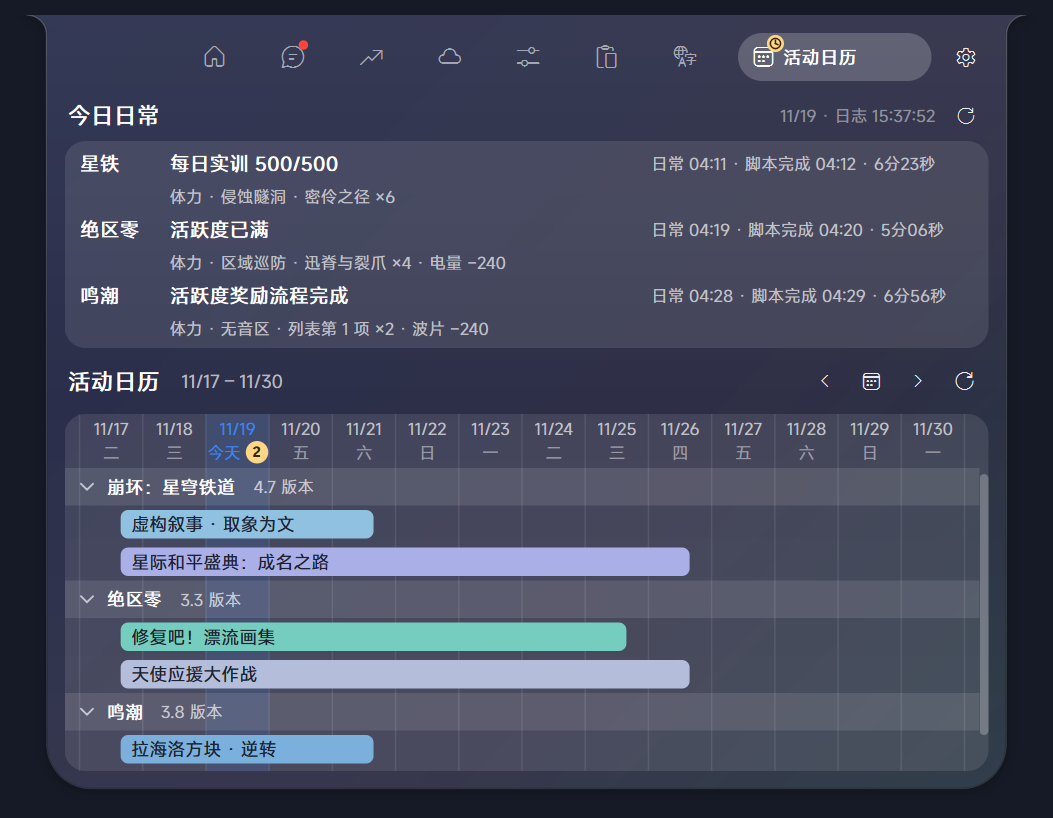 活动日历
今日日常
11/19 · 日志 15:37:52
星铁 每日实训 500/500 日常 04:11 · 脚本完成 04:12 · 6分23秒
体力 · 侵蚀隧洞 · 密伶之径 ×6
绝区零 活跃度已满 日常 04:19 · 脚本完成 04:20 · 5分06秒
体力 · 区域巡防 · 迅脊与裂爪 ×4 · 电量 −240
鸣潮 活跃度奖励流程完成 日常 04:28 · 脚本完成 04:29 · 6分56秒
体力 · 无音区 · 列表第 1 项 ×2 · 波片 −240
活动日历 11/17 – 11/30
11/17 11/18 11/19 11/20 11/21 11/22 11/23 11/24 11/25 11/26 11/27 11/28 11/29 11/30
二 三 今天 2 五 六 日 一 二 三 四 五 六 日 一
崩坏：星穹铁道 4.7 版本
虚构叙事 · 取象为文
星际和平盛典：成名之路
绝区零 3.3 版本
修复吧！漂流画集
天使应援大作战
鸣潮 3.8 版本
拉海洛方块 · 逆转